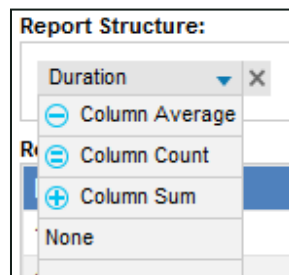 Report Structure:
Duration
Column Average
Column Count
Column Sum
None